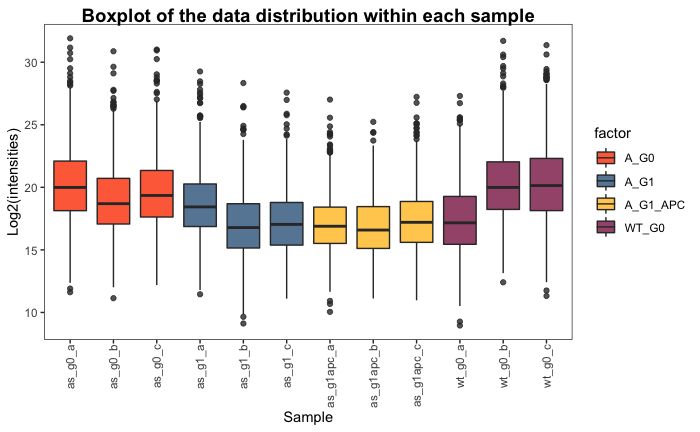 Boxplot of the data distribution within each sample
Log2(intensities)
30
25
20
15
10
as_g0_a
as_g0_b
as_g0_c
as_g1_a
as_g1_b
as_g1_c
as_g1apc_a
as_g1apc_b
as_g1apc_c
wt_g0_a
wt_g0_b
wt_g0_c
Sample
factor
A_G0
A_G1
A_G1_APC
WT_G0